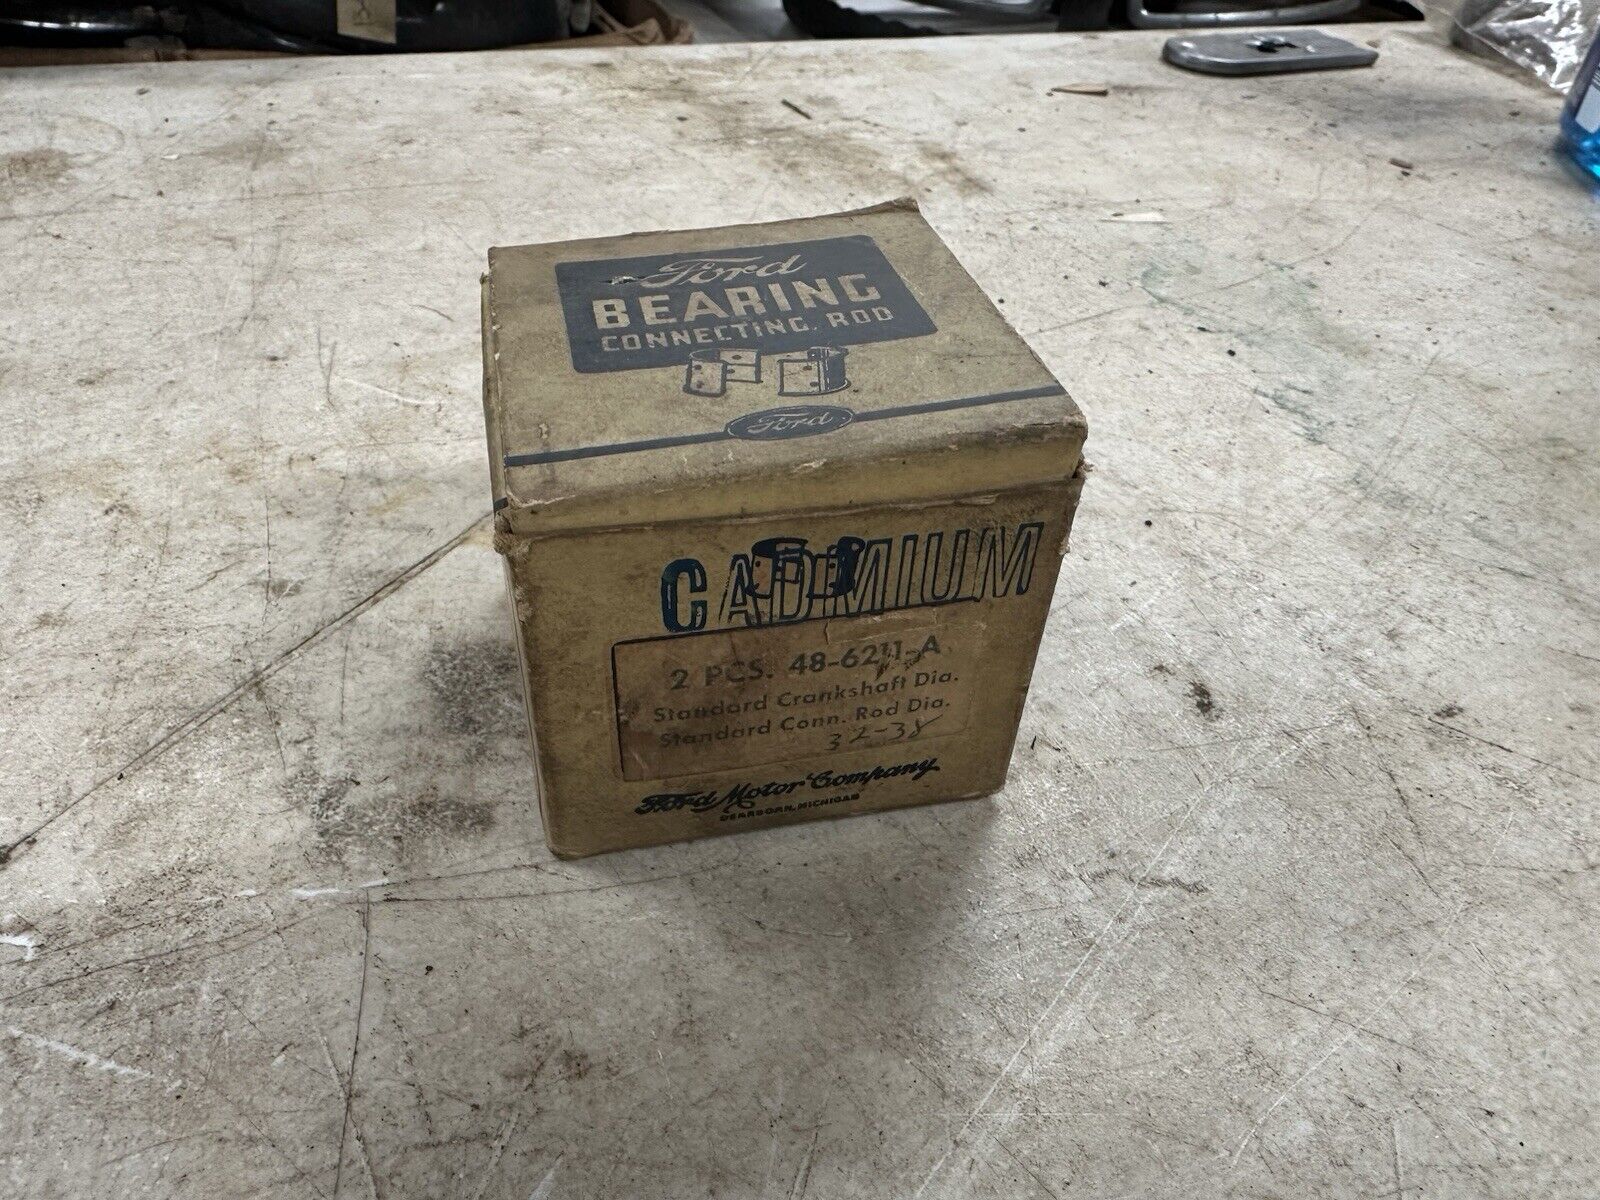 Ford
BEARING
CONNECTING ROD
Ford
CADMIUM
2 PCS. 48-6211-A
Standard Crankshaft Dia.
Standard Conn. Rod Dia.
32-38
Ford Motor Company
DEARBORN, MICHIGAN